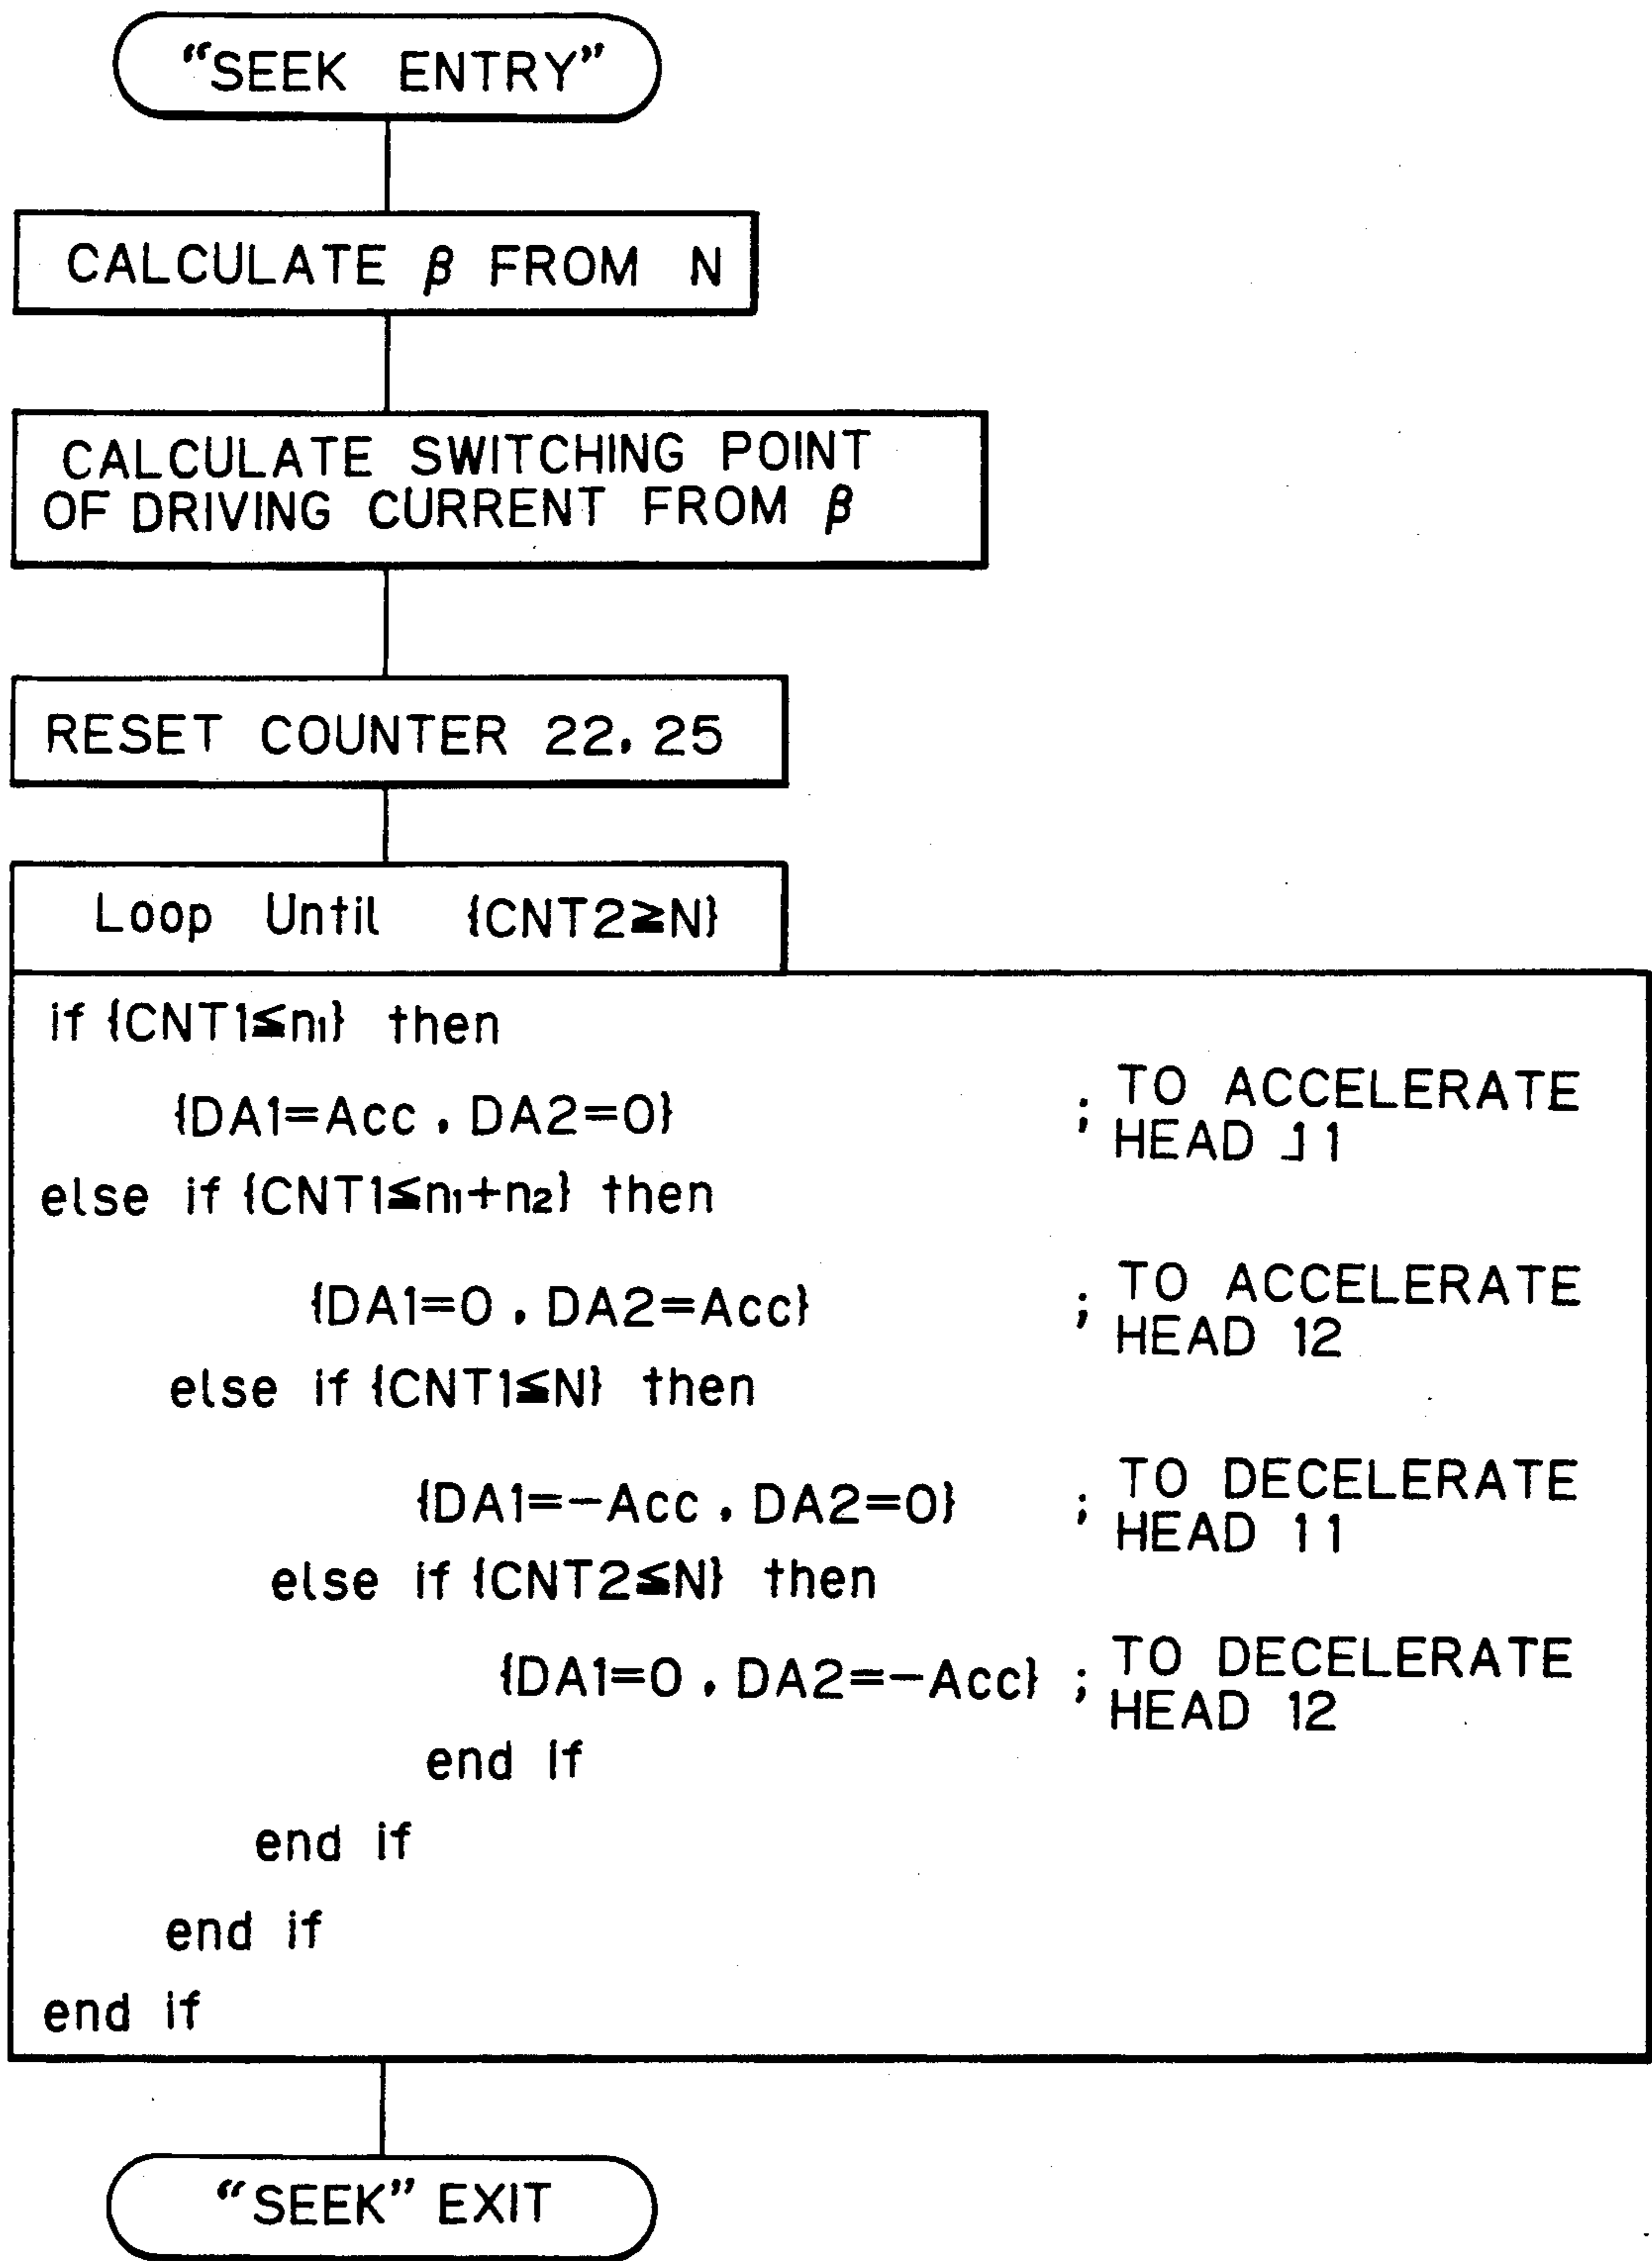 “SEEK ENTRY”
CALCULATE β FROM N
CALCULATE SWITCHING POINT
OF DRIVING CURRENT FROM β
RESET COUNTER 22, 25
Loop Until {CNT2≧N}
if {CNT1≦n₁} then
{DA1=Acc , DA2=0} ; TO ACCELERATE
HEAD 11
else if {CNT1≦n₁+n₂} then
{DA1=0 , DA2=Acc} ; TO ACCELERATE
HEAD 12
else if {CNT1≦N} then
{DA1=-Acc , DA2=0} ; TO DECELERATE
HEAD 11
else if {CNT2≦N} then
{DA1=0 , DA2=-Acc} ; TO DECELERATE
HEAD 12
end if
end if
end if
end if
“SEEK” EXIT